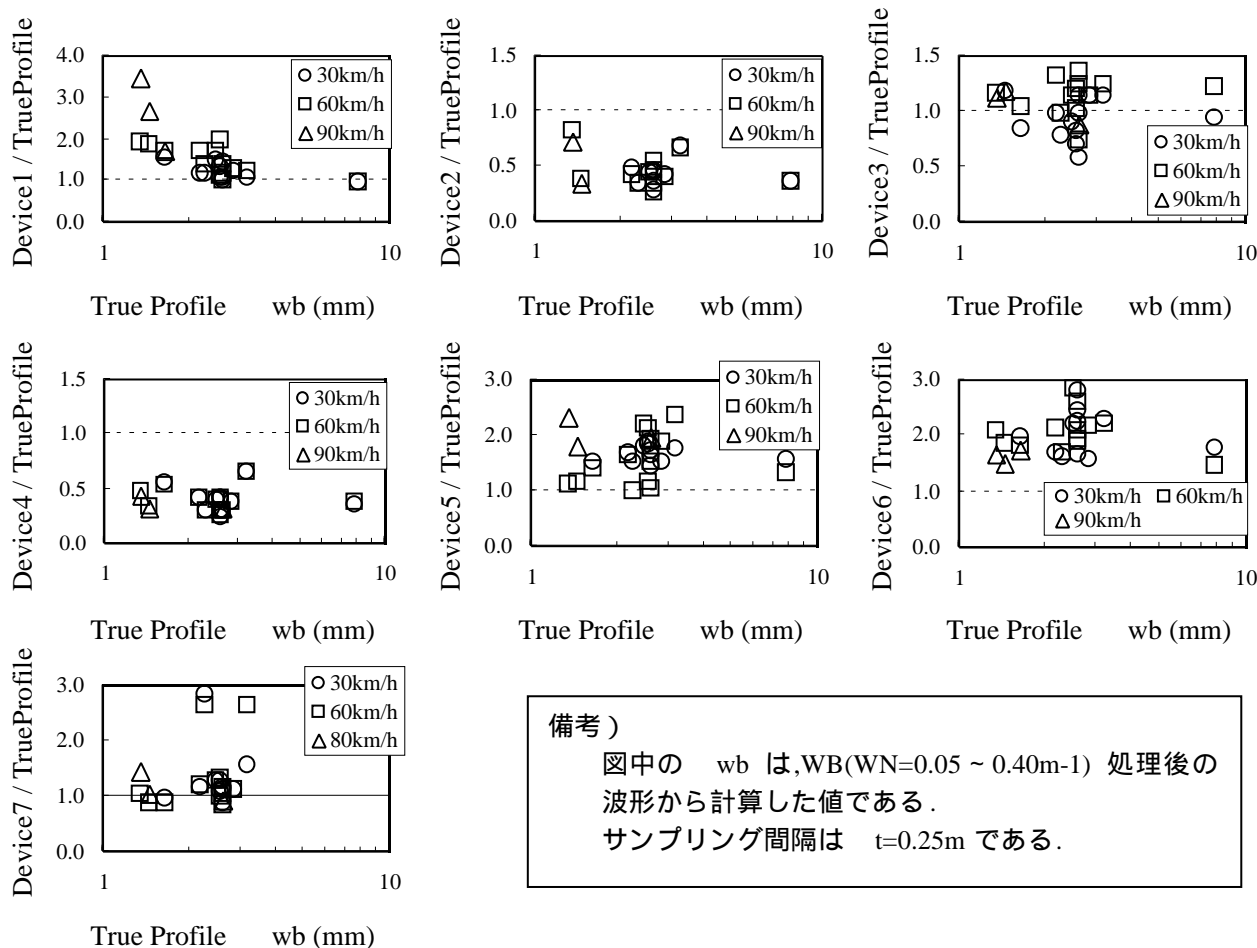 Device1 / TrueProfile
4.0
3.0
2.0
1.0
0.0
30km/h
60km/h
90km/h
1
10
True Profile wb (mm)
Device2 / TrueProfile
1.5
1.0
0.5
0.0
30km/h
60km/h
90km/h
1
10
True Profile wb (mm)
Device3 / TrueProfile
1.5
1.0
0.5
0.0
30km/h
60km/h
90km/h
1
10
True Profile wb (mm)
Device4 / TrueProfile
1.5
1.0
0.5
0.0
30km/h
60km/h
90km/h
1
10
True Profile wb (mm)
Device5 / TrueProfile
3.0
2.0
1.0
0.0
30km/h
60km/h
90km/h
1
10
True Profile wb (mm)
Device6 / TrueProfile
3.0
2.0
1.0
0.0
30km/h 60km/h
90km/h
1
10
True Profile wb (mm)
Device7 / TrueProfile
3.0
2.0
1.0
0.0
30km/h
60km/h
80km/h
1
10
True Profile wb (mm)
備考)
図中の wb は,WB(WN=0.05 ~ 0.40m-1) 処理後の
波形から計算した値である.
サンプリング間隔は t=0.25m である.